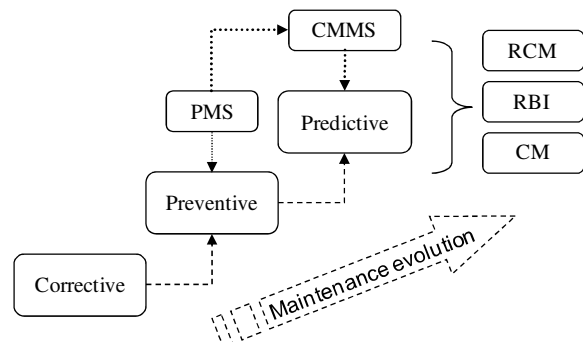 CMMS
RCM
PMS
Predictive
RBI
CM
Preventive
Corrective
Maintenance evolution